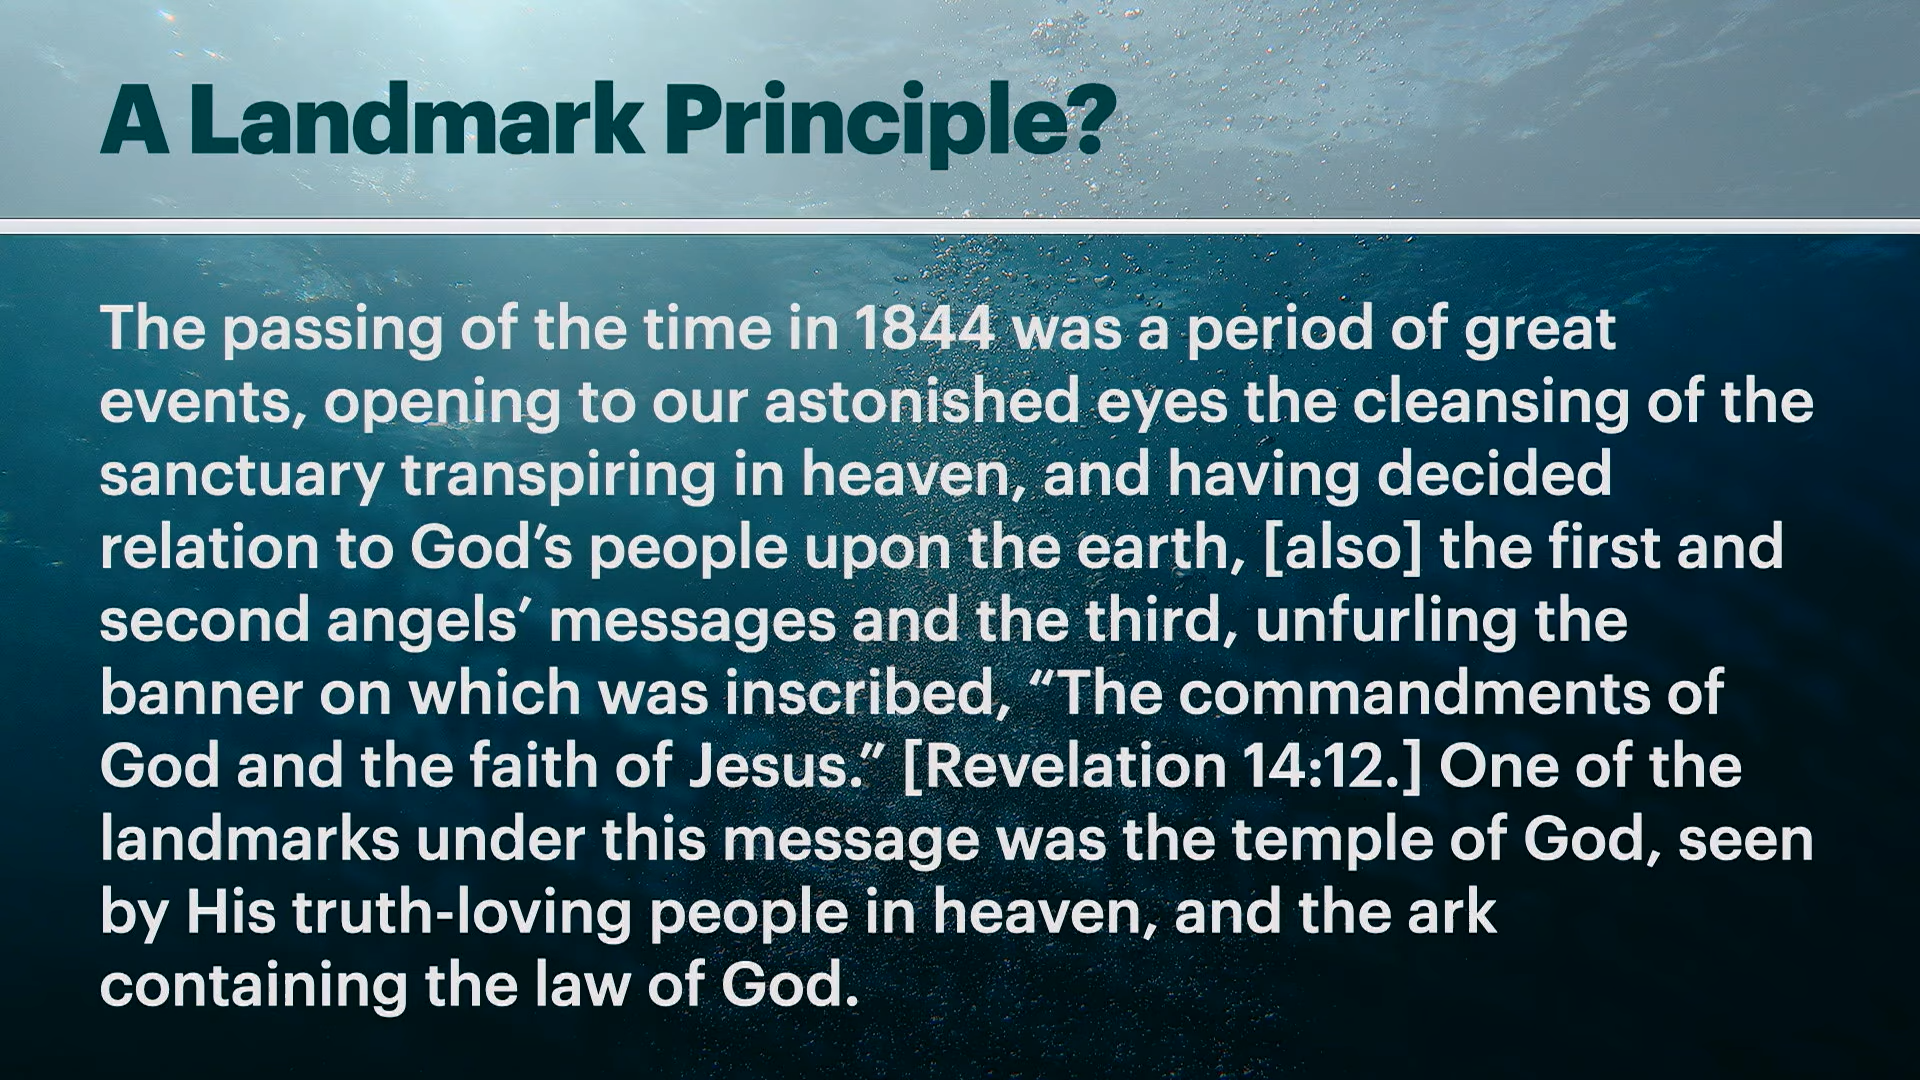 A Landmark Principle?
The passing of the time in 1844 was a period of great
events, opening to our astonished eyes the cleansing of the
sanctuary transpiring in heaven, and having decided
relation to God’s people upon the earth, [also] the first and
second angels’ messages and the third, unfurling the
banner on which was inscribed, “The commandments of
God and the faith of Jesus.” [Revelation 14:12.] One of the
landmarks under this message was the temple of God, seen
by His truth-loving people in heaven, and the ark
containing the law of God.